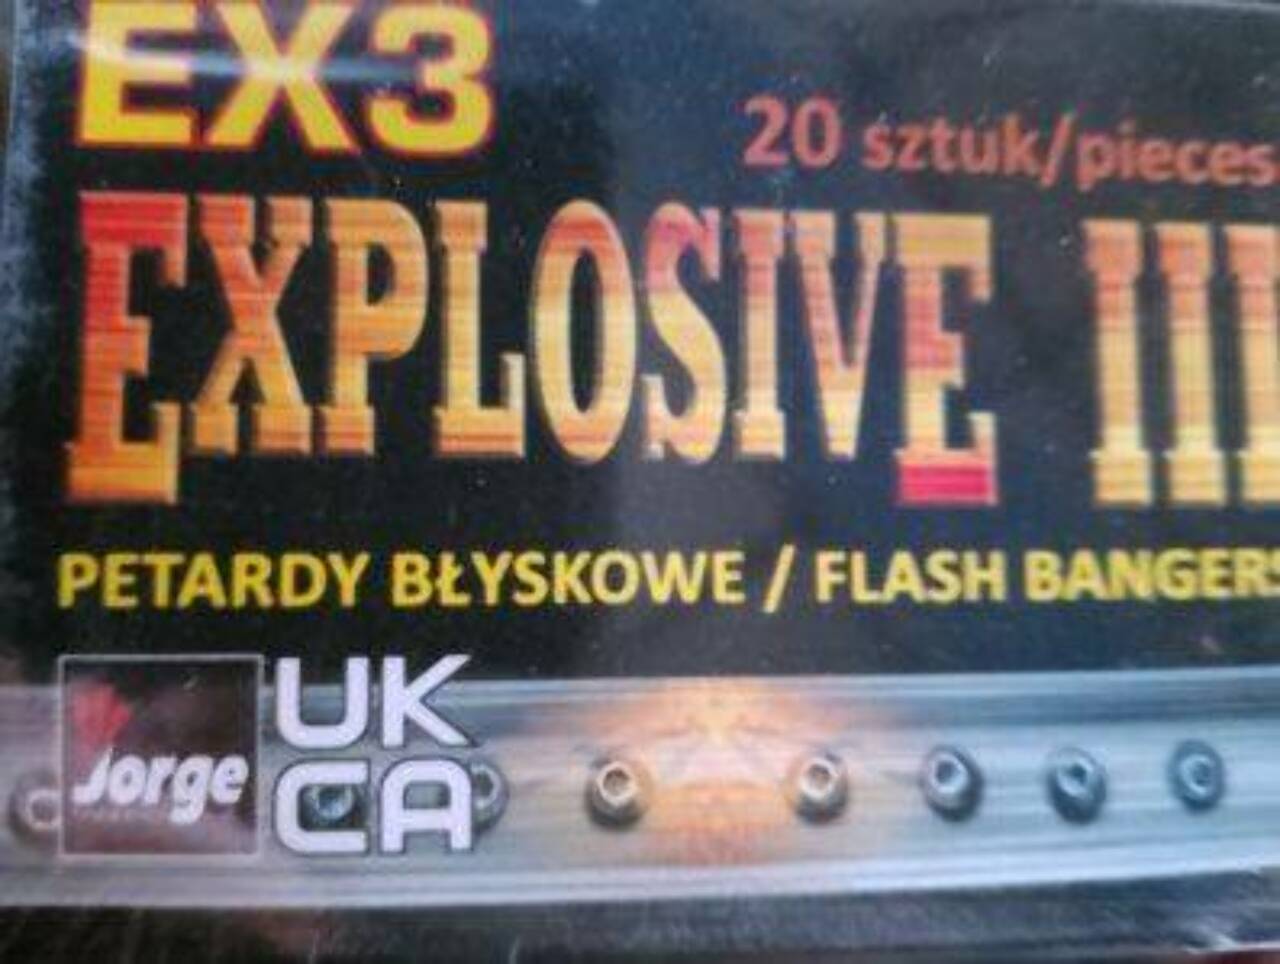 EX3
20 sztuk/pieces
EXPLOSIVE III
PETARDY BŁYSKOWE / FLASH BANGERS
Jorge
UK
CA